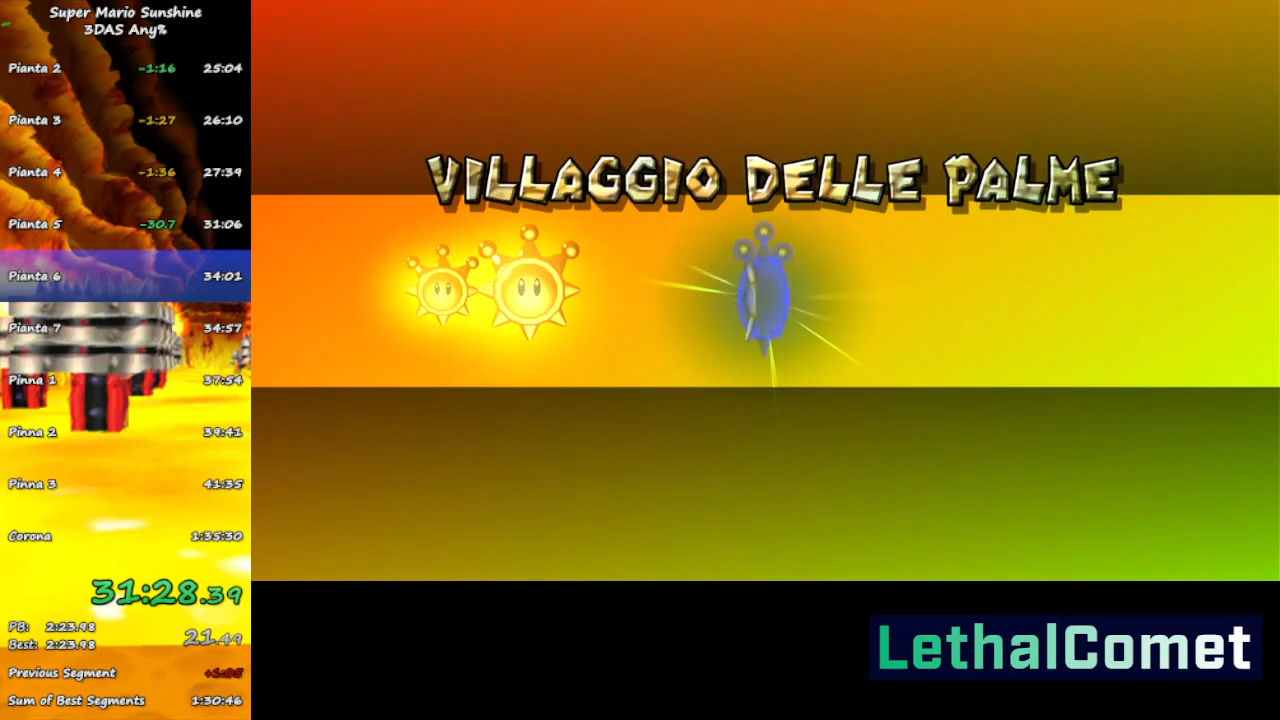 Super Mario Sunshine
3DAS Any%
Pianta 2 -1:16 25:04
Pianta 3 -1:27 26:10
Pianta 4 -1:36 27:39
Pianta 5 -30.7 31:06
Pianta 6 34:01
Pianta 7 34:57
Pinna 1 37:54
Pinna 2 39:41
Pinna 3 41:35
Corona 1:35:30
31:28.39
PB: 2:23.98
Best: 2:23.98
21.49
Previous Segment +1:05
Sum of Best Segments 1:30:46
VILLAGGIO DELLE PALME
LethalComet